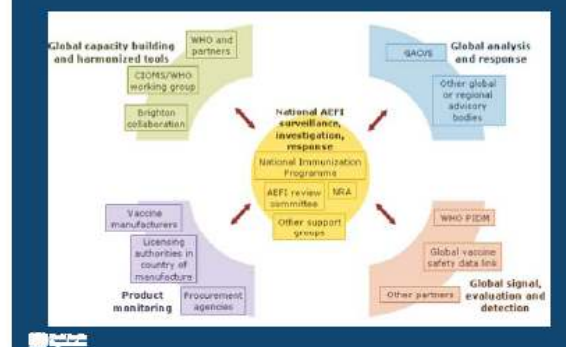 Global capacity building
and harmonized tools
WHO and
partners
CIOMS/WHO
working group
Brighton
collaboration
GACVS
Global analysis
and response
Other global
or regional
advisory
bodies
National AEFI
surveillance,
investigation,
response
National Immunization
Programme
AEFI review
committee
NRA
Other support
groups
Vaccine
manufacturers
Licensing
authorities in
country of
manufacture
Product
monitoring
Procurement
agencies
WHO PIDM
Global vaccine
safety data link
Other partners
Global signal,
evaluation and
detection